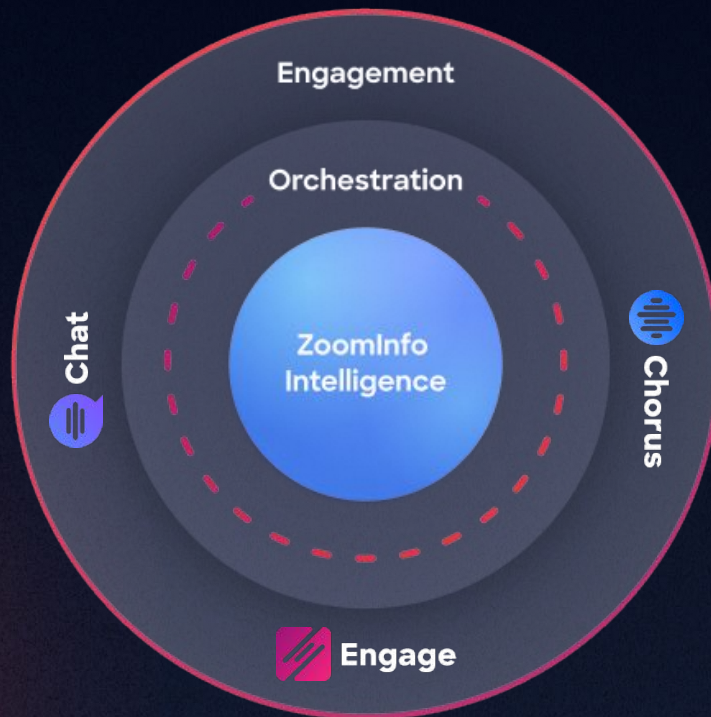 Engagement
Orchestration
ZoomInfo
Intelligence
Chat
Chorus
Engage